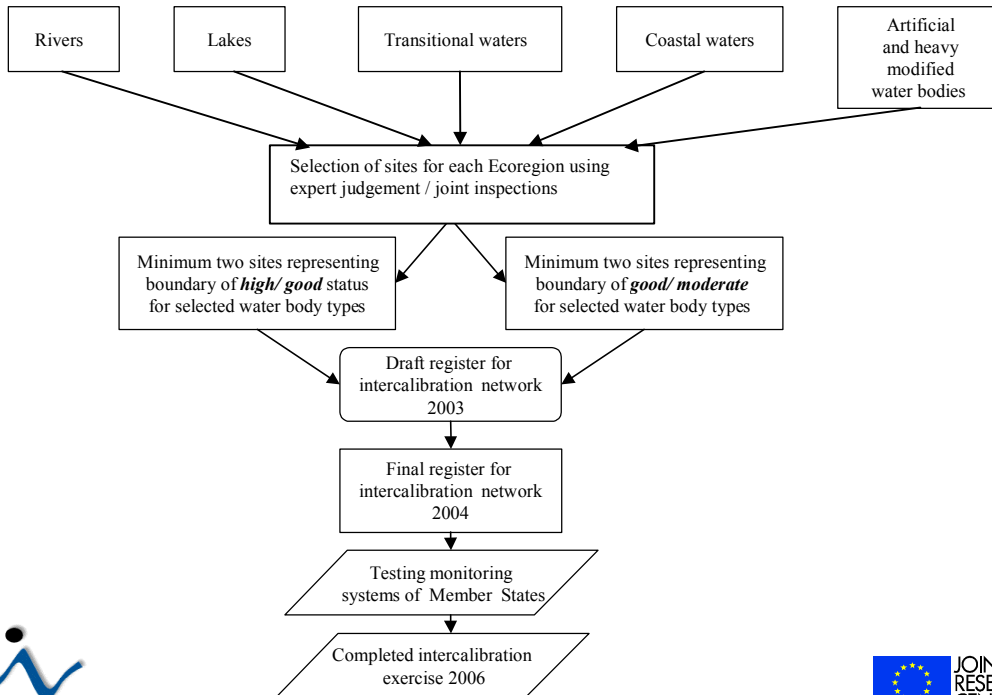 Rivers
Lakes
Transitional waters
Coastal waters
Artificial
and heavy
modified
water bodies
Selection of sites for each Ecoregion using
expert judgement / joint inspections
Minimum two sites representing
boundary of high/ good status
for selected water body types
Minimum two sites representing
boundary of good/ moderate
for selected water body types
Draft register for
intercalibration network
2003
Final register for
intercalibration network
2004
Testing monitoring
systems of Member States
Completed intercalibration
exercise 2006